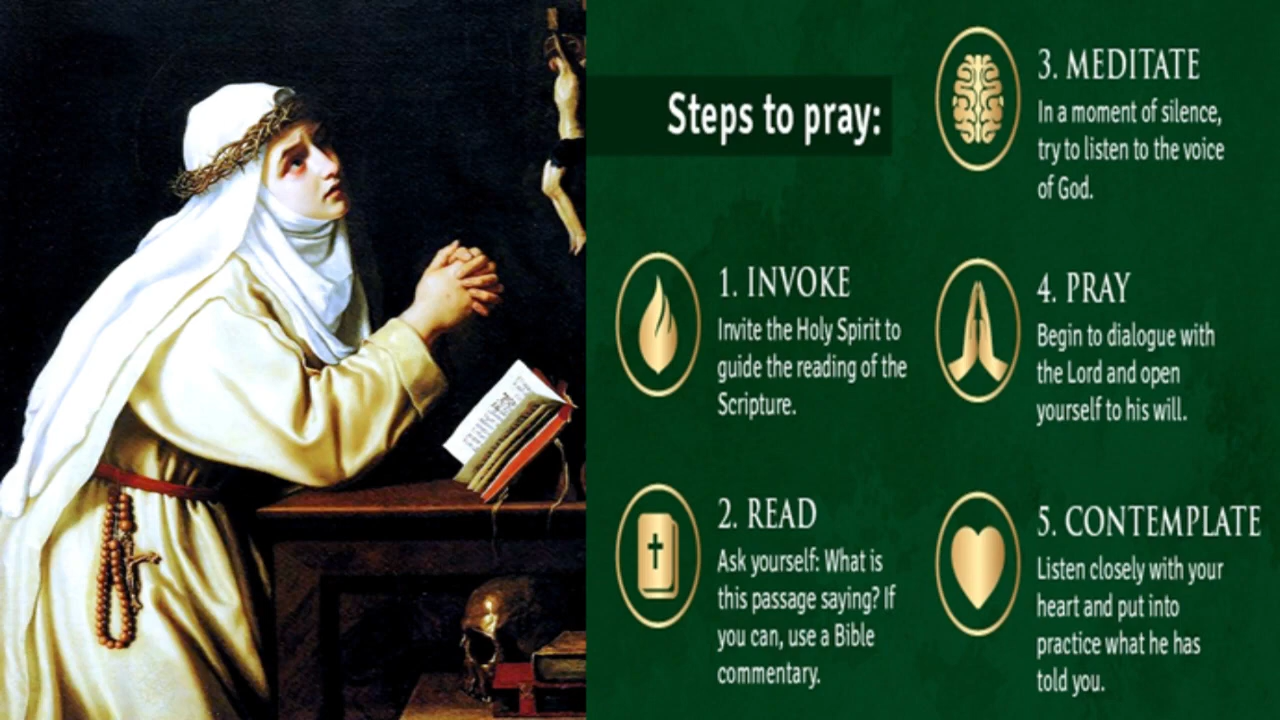 Steps to pray:
1. INVOKE
Invite the Holy Spirit to
guide the reading of the
Scripture.
2. READ
Ask yourself: What is
this passage saying? If
you can, use a Bible
commentary.
3. MEDITATE
In a moment of silence,
try to listen to the voice
of God.
4. PRAY
Begin to dialogue with
the Lord and open
yourself to his will.
5. CONTEMPLATE
Listen closely with your
heart and put into
practice what he has
told you.